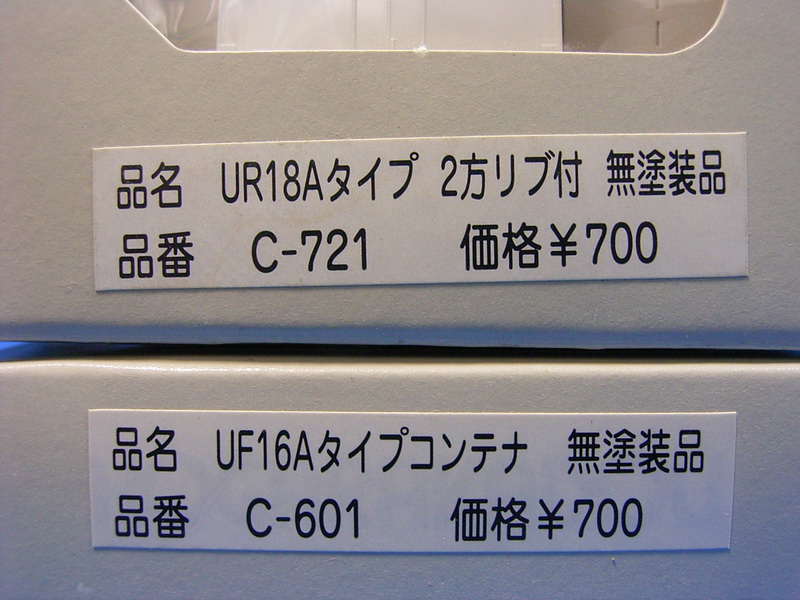 品名 UR18Aタイプ 2方リブ付 無塗装品
品番 C-721 価格¥700
品名 UF16Aタイプコンテナ 無塗装品
品番 C-601 価格¥700